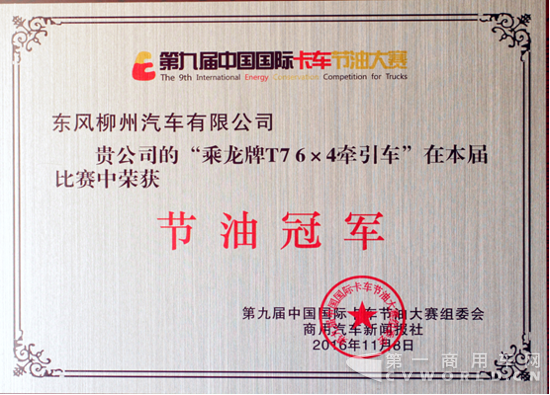 第九届中国国际卡车节油大赛
The 9th International Energy Conservation Competition for Trucks
东风柳州汽车有限公司
贵公司的“乘龙牌T7 6×4牵引车”在本届
比赛中荣获
节油冠军
第九届中国国际卡车节油大赛组委会
商用汽车新闻报社
2016年11月8日
第一商用车网
CVWORLD.CN